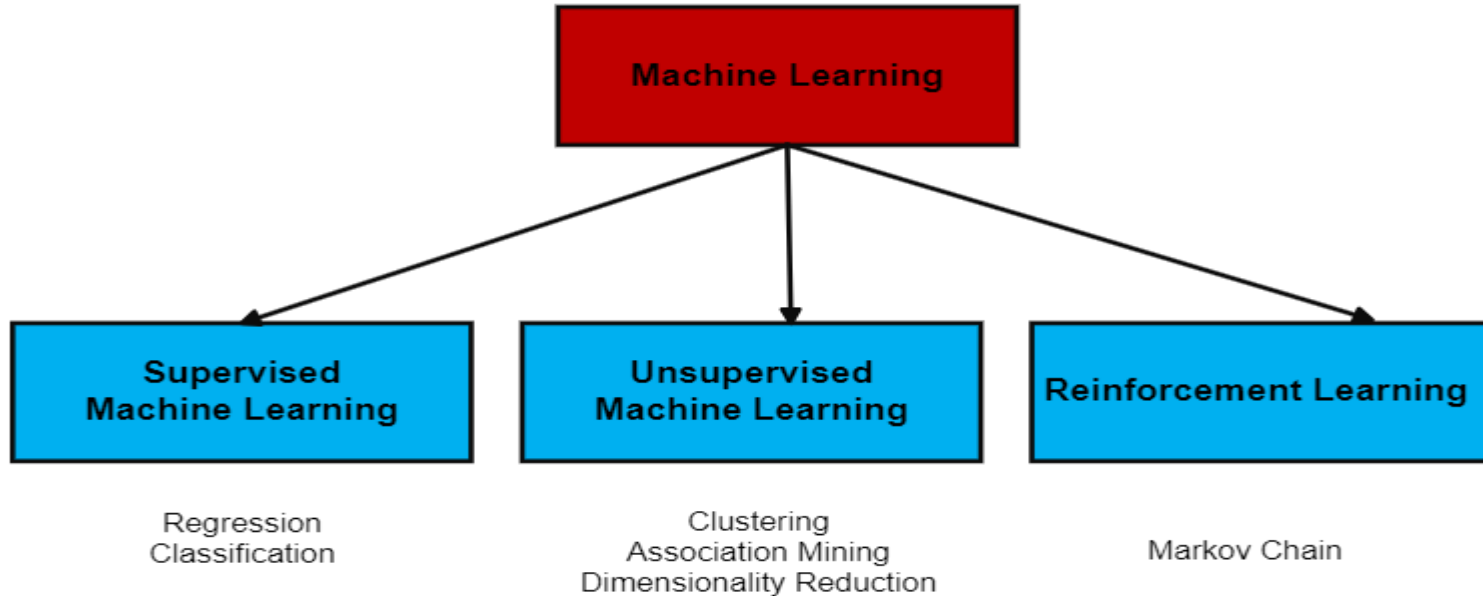 Machine Learning
Supervised
Machine Learning
Unsupervised
Machine Learning
Reinforcement Learning
Regression
Classification
Clustering
Association Mining
Dimensionality Reduction
Markov Chain